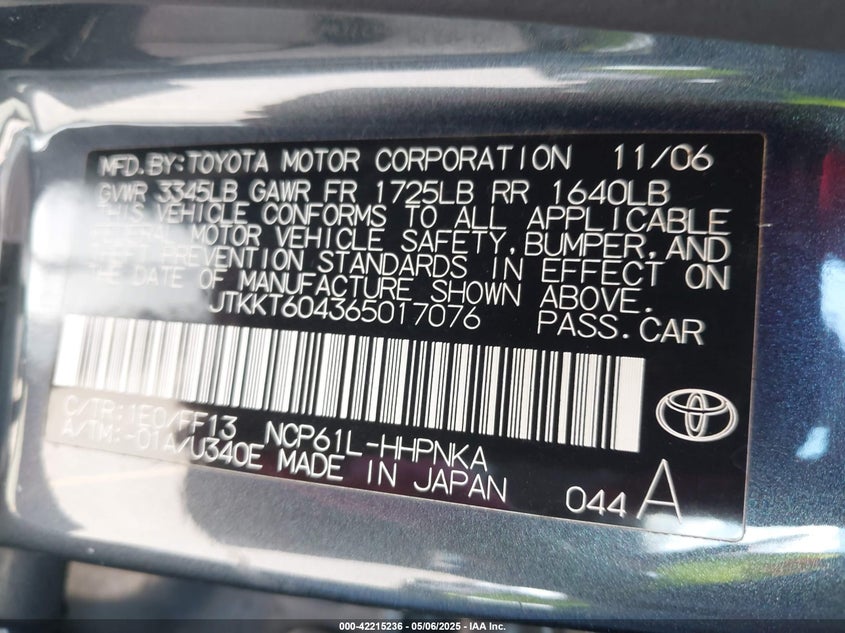 MFD.BY:TOYOTA MOTOR CORPORATION 11/06
GVWR 3345LB GAWR FR 1725LB RR 1640LB
THIS VEHICLE CONFORMS TO ALL APPLICABLE
FEDERAL MOTOR VEHICLE SAFETY, BUMPER, AND
THEFT PREVENTION STANDARDS IN EFFECT ON
THE DATE OF MANUFACTURE SHOWN ABOVE.
JTKKT604365017076 PASS.CAR
C/TR:1E0/FF13 NCP61L-HHPNKA
A/TM:-01A/U340E MADE IN JAPAN
044 A
000-42215236 - 05/06/2025 - IAA Inc.